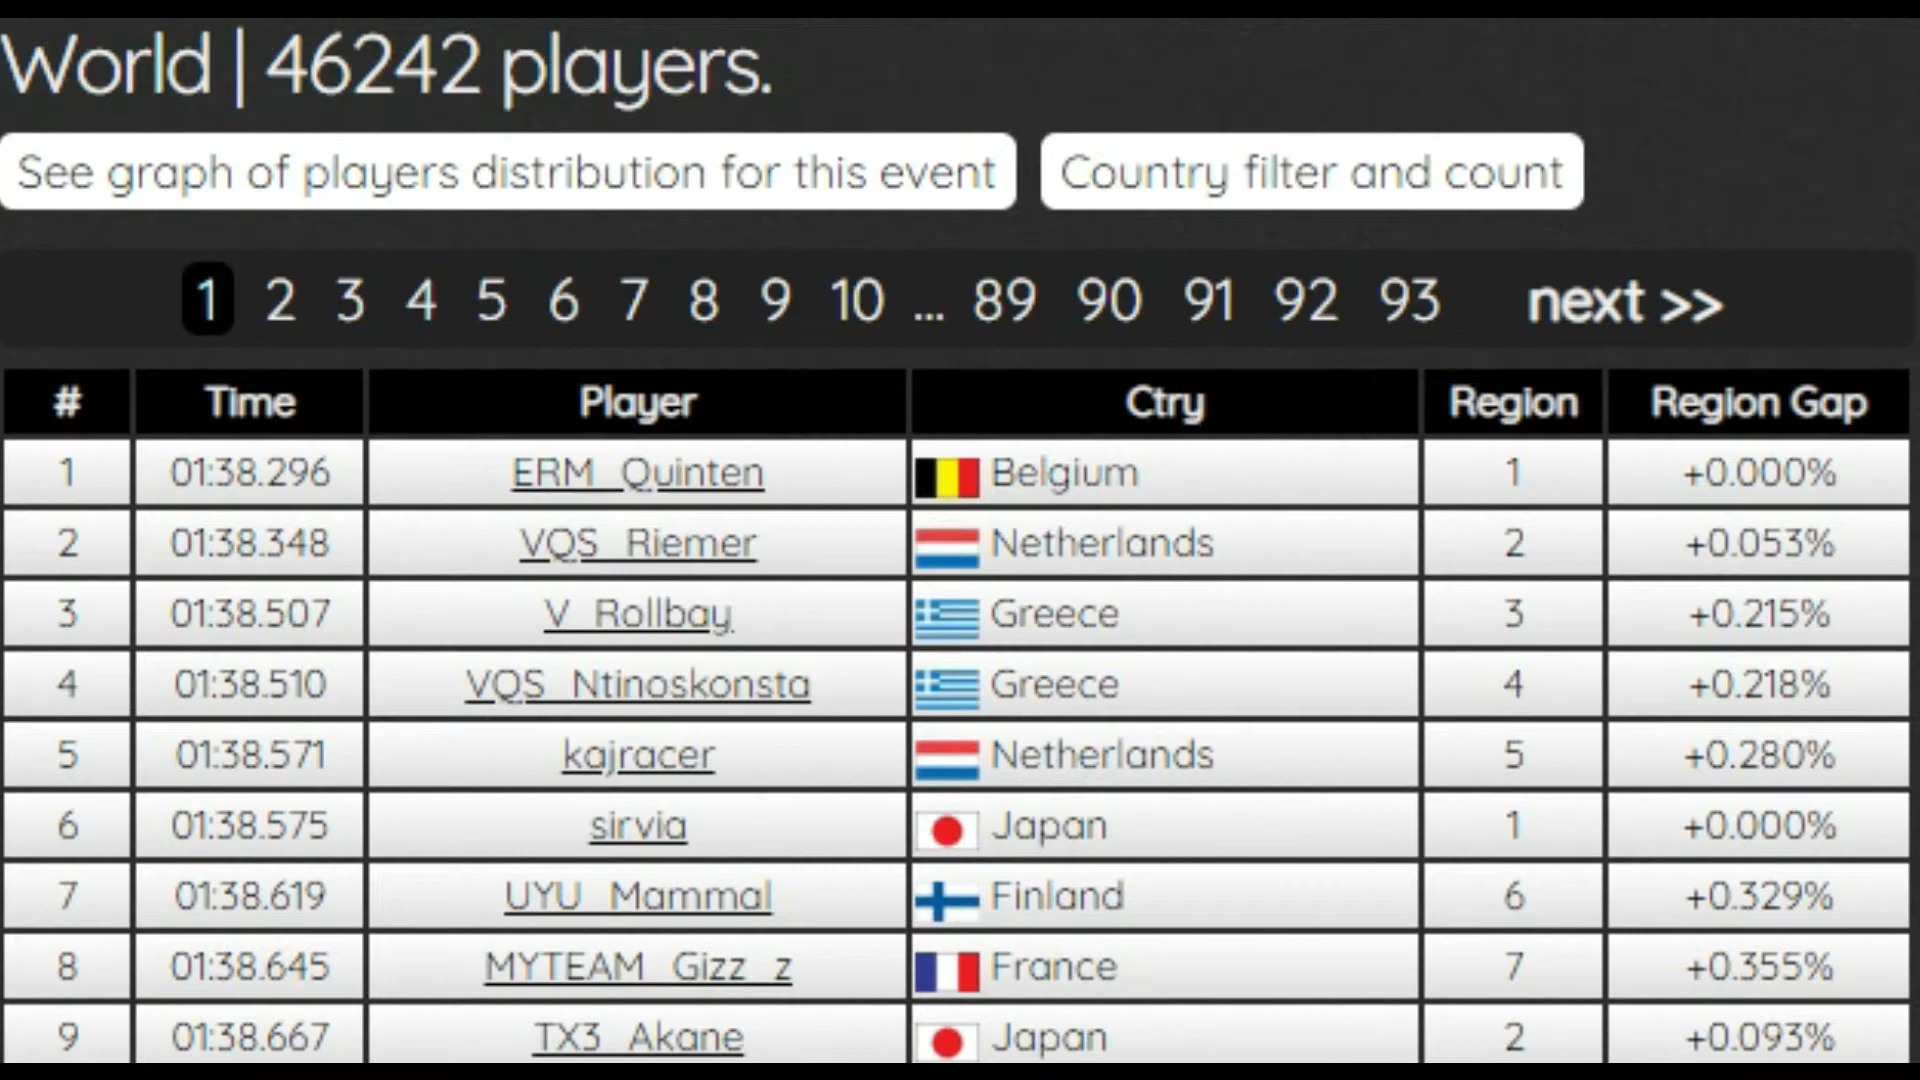 World | 46242 players.
See graph of players distribution for this event Country filter and count
1 2 3 4 5 6 7 8 9 10 ... 89 90 91 92 93 next >>
# Time Player Ctry Region Region Gap
1 01:38.296 ERM_Quinten Belgium 1 +0.000%
2 01:38.348 VQS_Riemer Netherlands 2 +0.053%
3 01:38.507 V_Rollbay Greece 3 +0.215%
4 01:38.510 VQS_Ntinoskonsta Greece 4 +0.218%
5 01:38.571 kajracer Netherlands 5 +0.280%
6 01:38.575 sirvia Japan 1 +0.000%
7 01:38.619 UYU_Mammal Finland 6 +0.329%
8 01:38.645 MYTEAM_Gizz_z France 7 +0.355%
9 01:38.667 TX3_Akane Japan 2 +0.093%